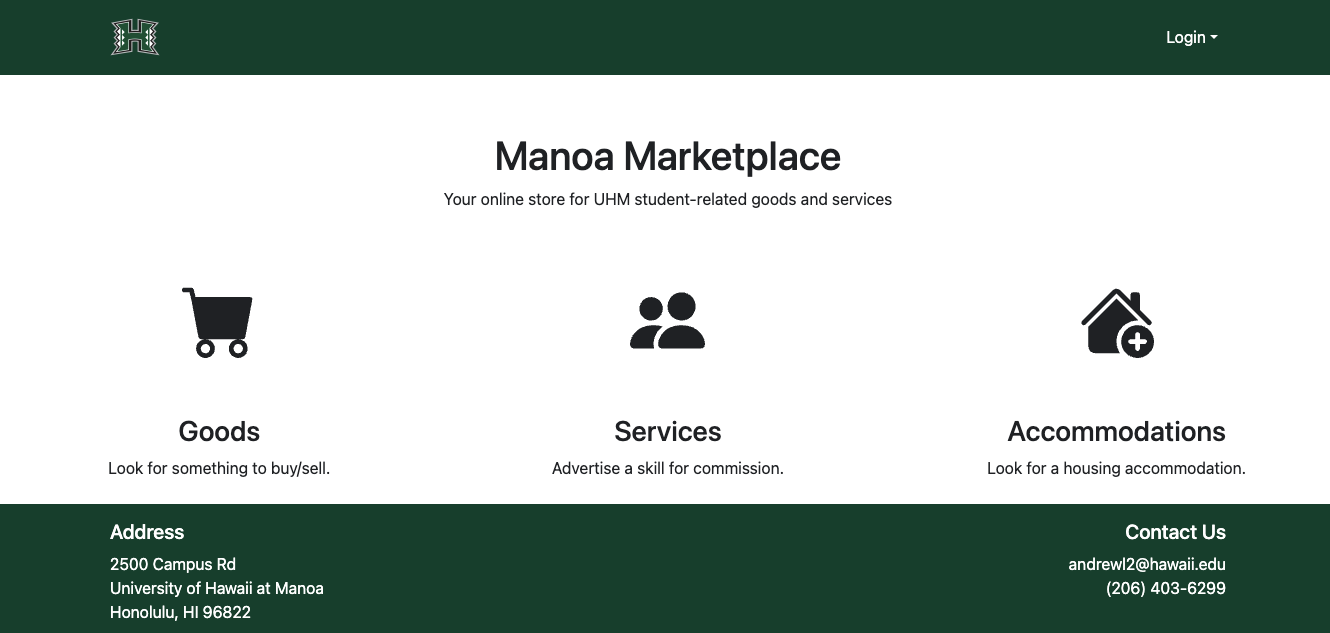 H
Login
Manoa Marketplace
Your online store for UHM student-related goods and services
Goods
Look for something to buy/sell.
Services
Advertise a skill for commission.
Accommodations
Look for a housing accommodation.
Address
2500 Campus Rd
University of Hawaii at Manoa
Honolulu, HI 96822
Contact Us
andrewl2@hawaii.edu
(206) 403-6299